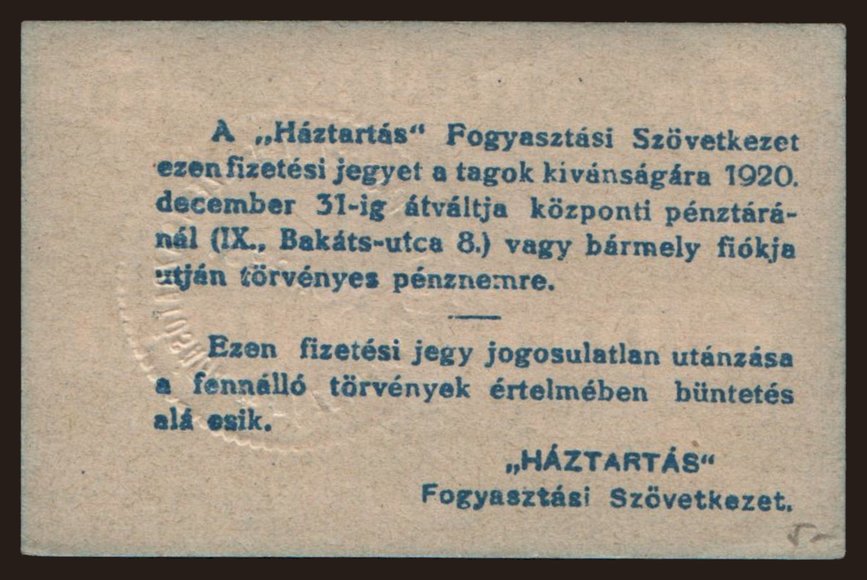 A „Háztartás“ Fogyasztási Szövetkezet
ezen fizetési jegyet a tagok kivánságára 1920.
december 31-ig átváltja központi pénztárá-
nál (IX., Bakáts-utca 8.) vagy bármely fiókja
utján törvényes pénznemre.
Ezen fizetési jegy jogosulatlan utánzása
a fennálló törvények értelmében büntetés
alá esik.
„HÁZTARTÁS“
Fogyasztási Szövetkezet.